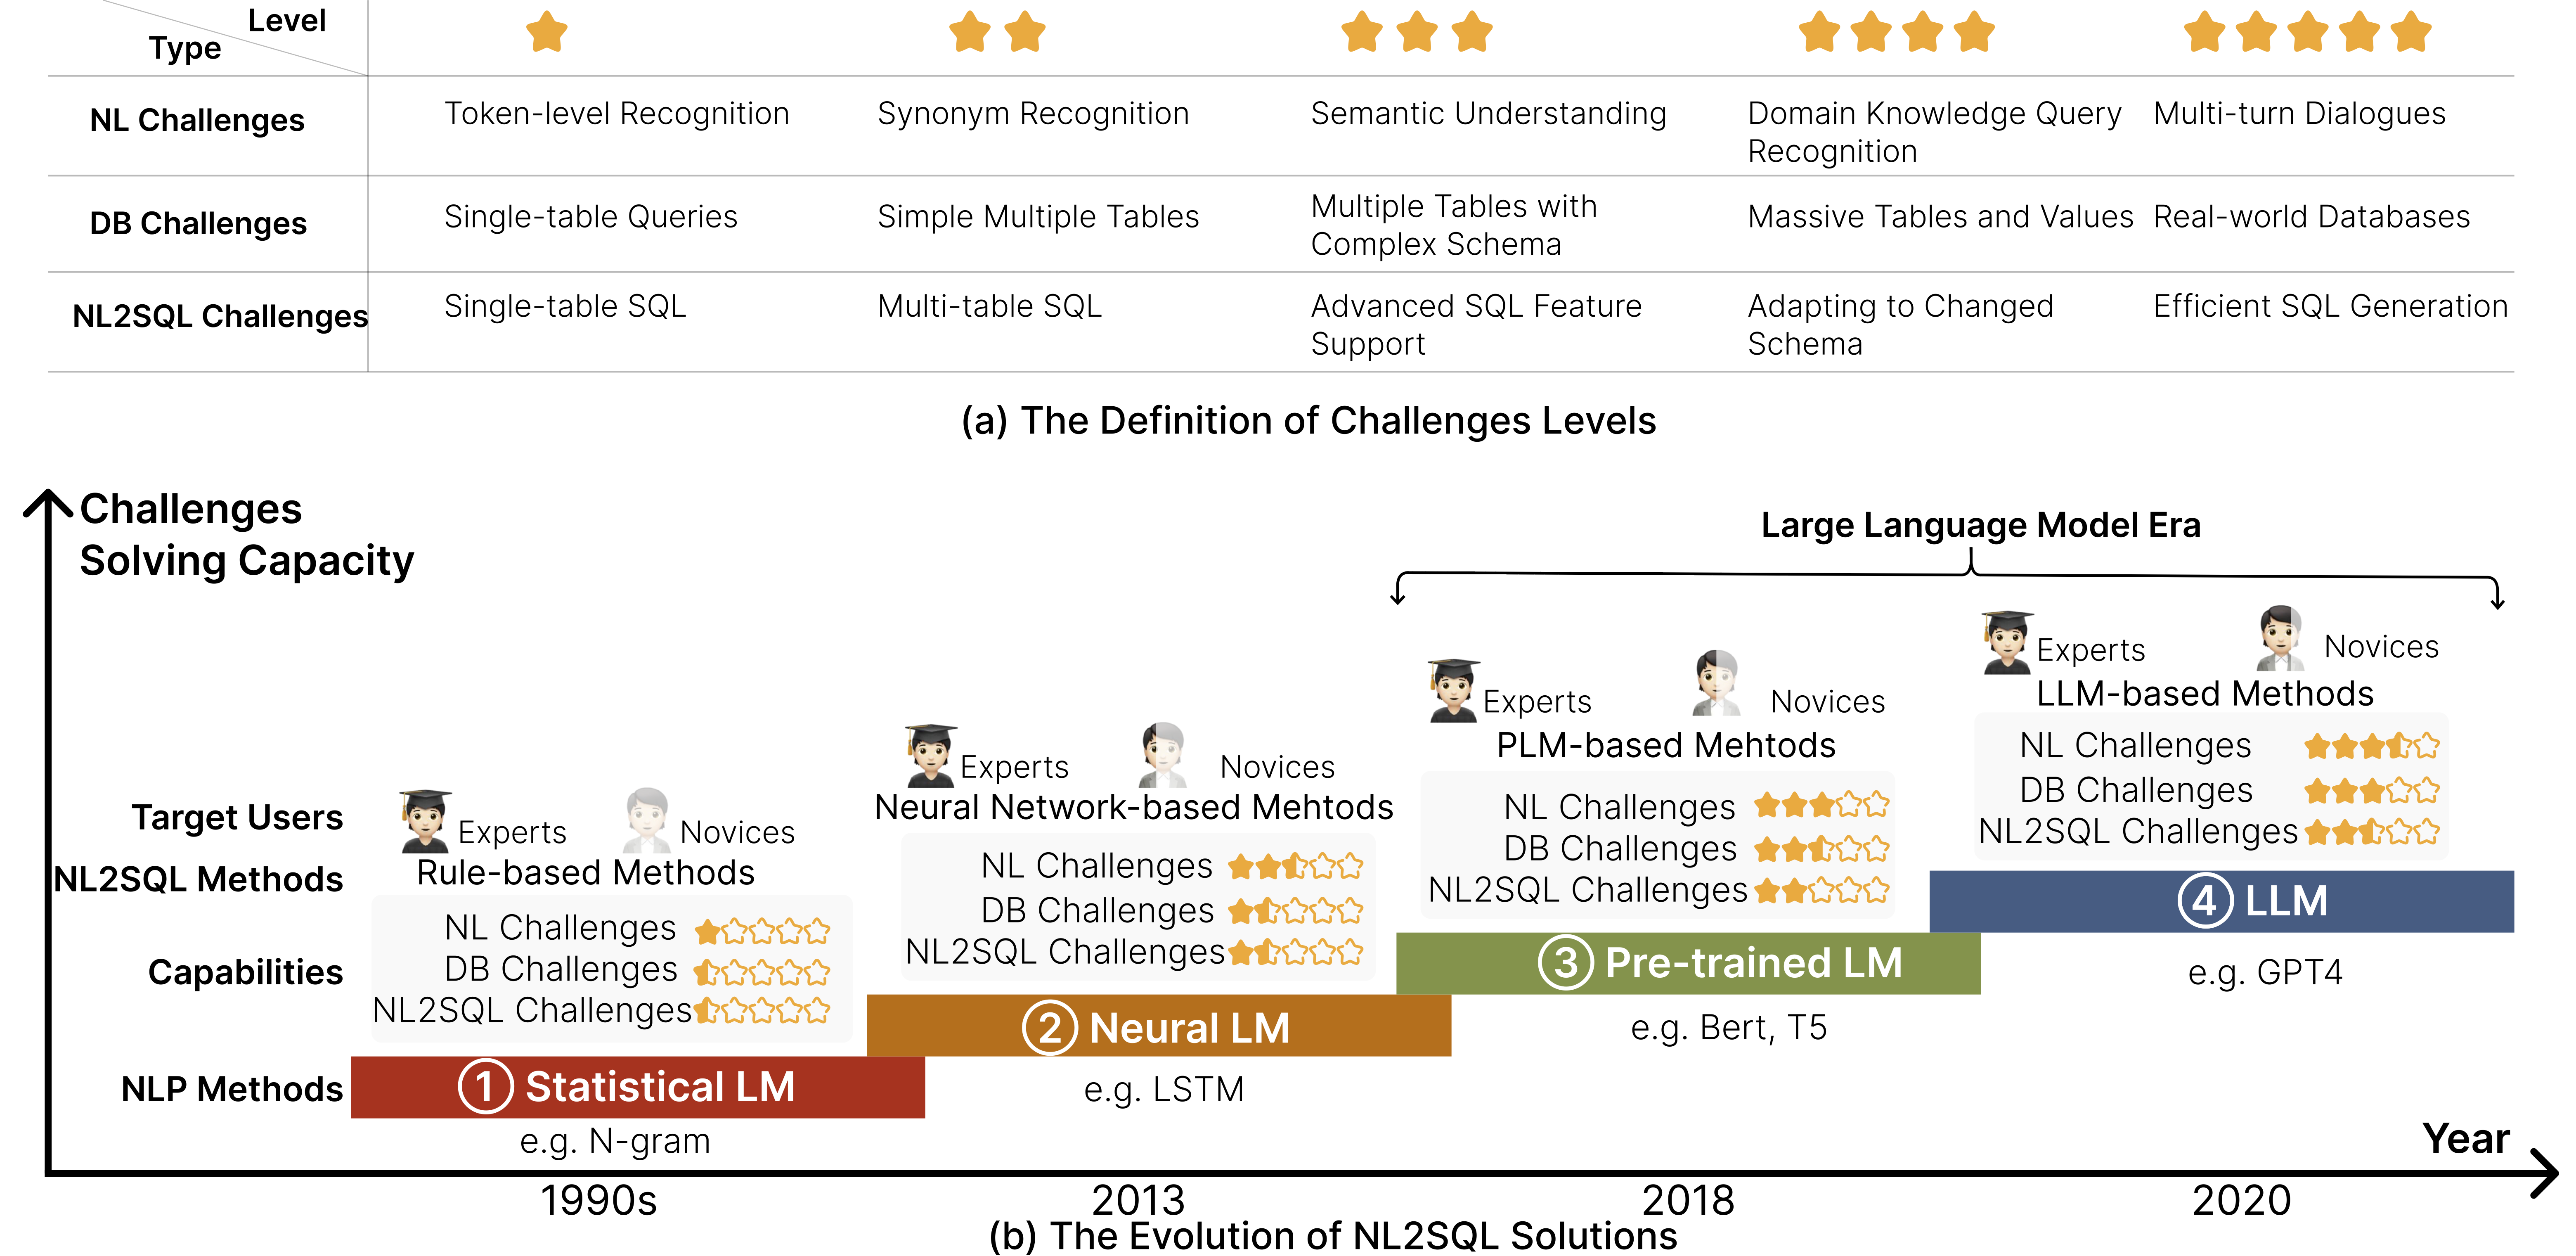 Level
Type
NL Challenges
Token-level Recognition
Synonym Recognition
Semantic Understanding
Domain Knowledge Query
Recognition
Multi-turn Dialogues
DB Challenges
Single-table Queries
Simple Multiple Tables
Multiple Tables with
Complex Schema
Massive Tables and Values
Real-world Databases
NL2SQL Challenges
Single-table SQL
Multi-table SQL
Advanced SQL Feature
Support
Adapting to Changed
Schema
Efficient SQL Generation
(a) The Definition of Challenges Levels
Challenges
Solving Capacity
Large Language Model Era
Target Users
NL2SQL Methods
Capabilities
NLP Methods
Experts
Novices
Rule-based Methods
NL Challenges
DB Challenges
NL2SQL Challenges
① Statistical LM
e.g. N-gram
Experts
Novices
Neural Network-based Mehtods
NL Challenges
DB Challenges
NL2SQL Challenges
② Neural LM
e.g. LSTM
Experts
Novices
PLM-based Mehtods
NL Challenges
DB Challenges
NL2SQL Challenges
③ Pre-trained LM
e.g. Bert, T5
Experts
Novices
LLM-based Methods
NL Challenges
DB Challenges
NL2SQL Challenges
④ LLM
e.g. GPT4
Year
1990s
2013
2018
2020
(b) The Evolution of NL2SQL Solutions